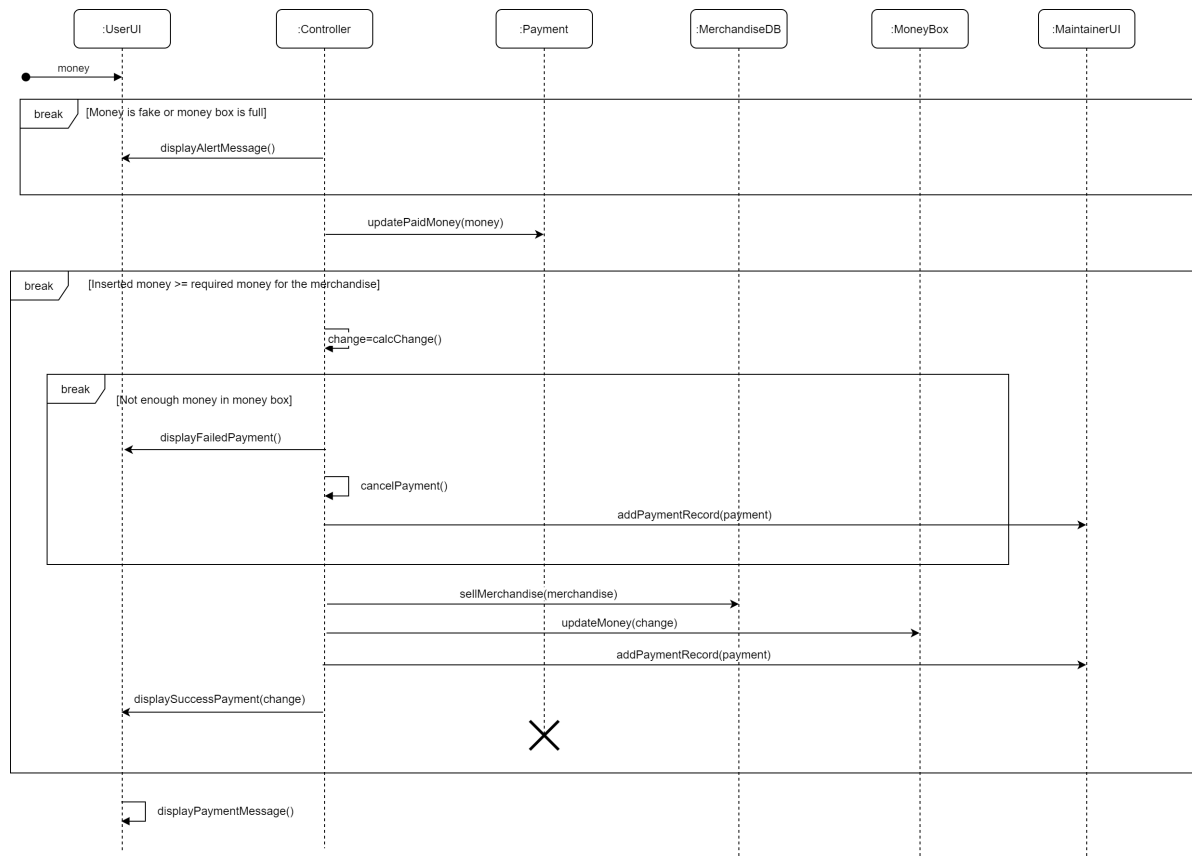 :UserUI
:Controller
:Payment
:MerchandiseDB
:MoneyBox
:MaintainerUI
money
break
[Money is fake or money box is full]
displayAlertMessage()
updatePaidMoney(money)
break
[Inserted money >= required money for the merchandise]
change=calcChange()
break
[Not enough money in money box]
displayFailedPayment()
cancelPayment()
addPaymentRecord(payment)
sellMerchandise(merchandise)
updateMoney(change)
addPaymentRecord(payment)
displaySuccessPayment(change)
displayPaymentMessage()